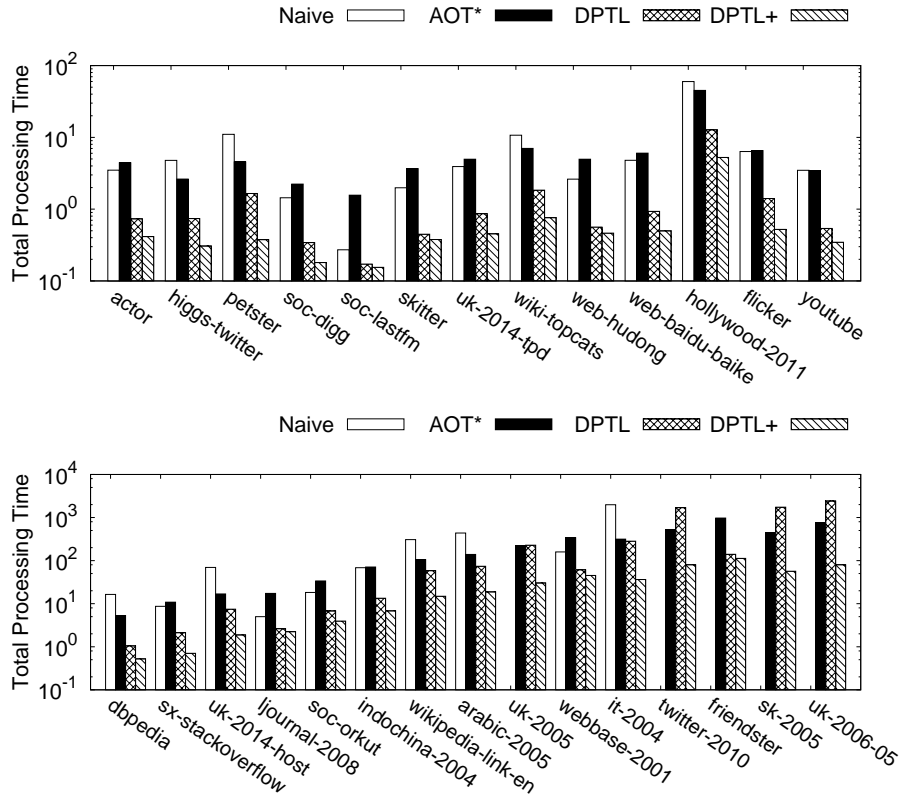 Naive AOT* DPTL DPTL+
Total Processing Time
10^2
10^1
10^0
10^-1
actor
higgs-twitter
petster
soc-digg
soc-lastfm
skitter
uk-2014-tpd
wiki-topcats
web-hudong
web-baidu-baike
hollywood-2011
flicker
youtube
Naive AOT* DPTL DPTL+
Total Processing Time
10^4
10^3
10^2
10^1
10^0
10^-1
dbpedia
sx-stackoverflow
uk-2014-host
ljournal-2008
soc-orkut
indochina-2004
wikipedia-link-en
arabic-2005
uk-2005
webbase-2001
it-2004
twitter-2010
friendster
sk-2005
uk-2006-05